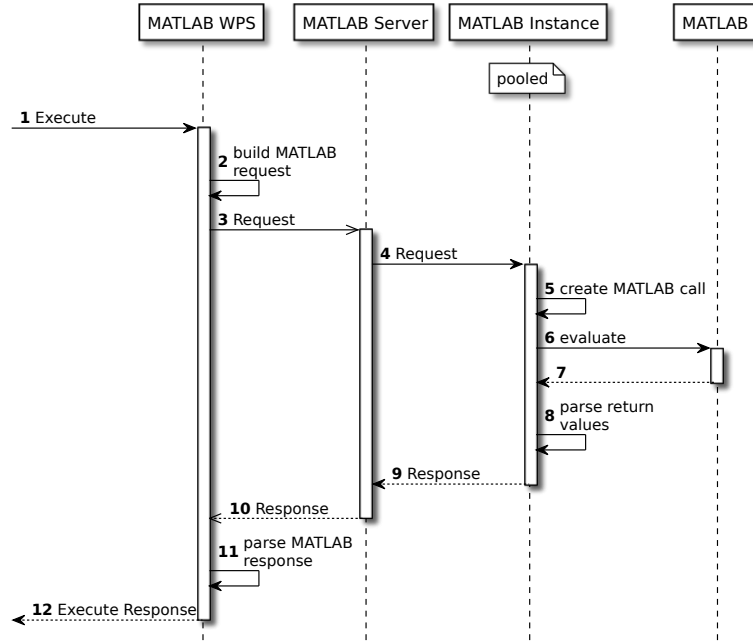 MATLAB WPS
MATLAB Server
MATLAB Instance
MATLAB
pooled
1 Execute
2 build MATLAB
request
3 Request
4 Request
5 create MATLAB call
6 evaluate
7
8 parse return
values
9 Response
10 Response
11 parse MATLAB
response
12 Execute Response